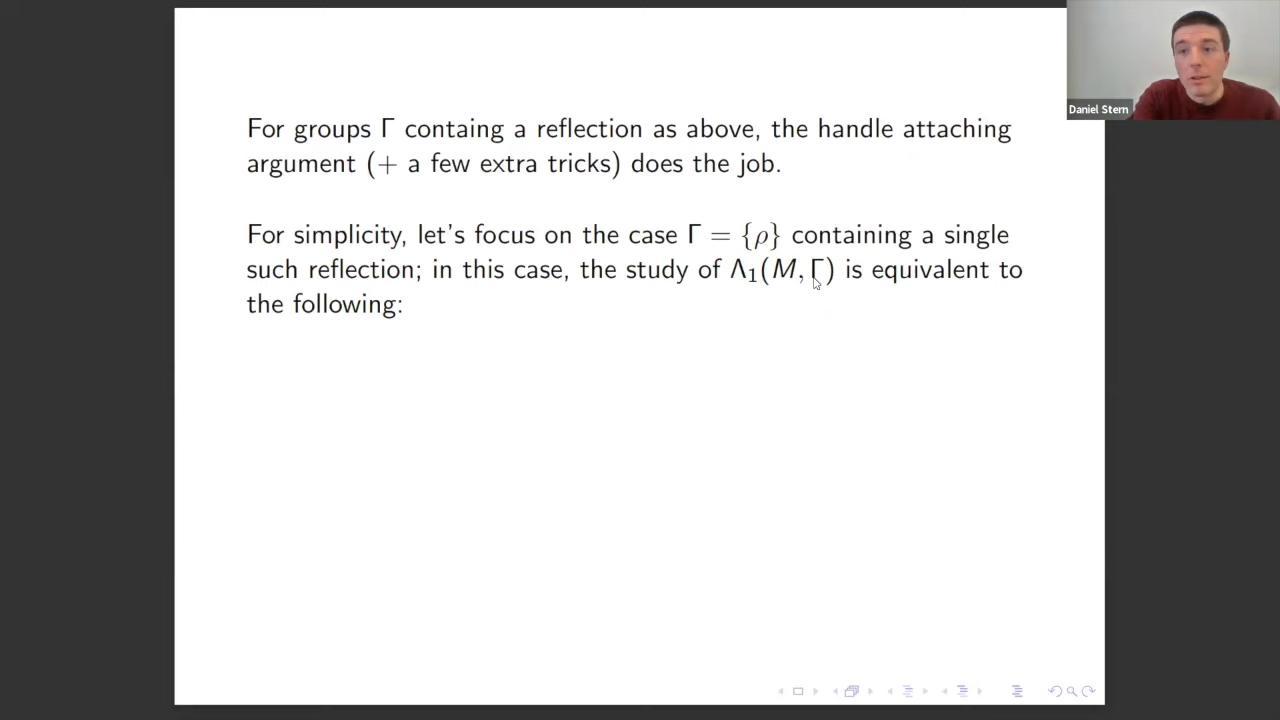 For groups Γ containg a reflection as above, the handle attaching
argument (+ a few extra tricks) does the job.
For simplicity, let's focus on the case Γ = {ρ} containing a single
such reflection; in this case, the study of Λ₁(M, Γ) is equivalent to
the following:
Daniel Stern